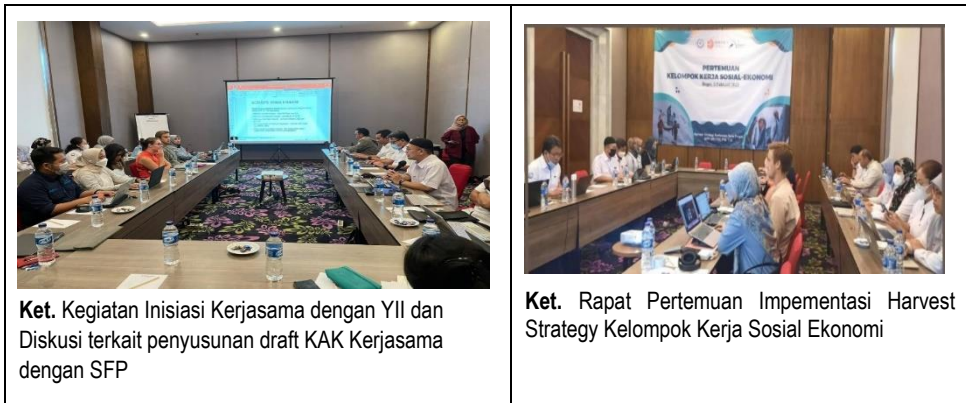 PERTEMUAN
KELOMPOK KERJA SOSIAL-EKONOMI
Ket. Kegiatan Inisiasi Kerjasama dengan YII dan
Diskusi terkait penyusunan draft KAK Kerjasama
dengan SFP
Ket. Rapat Pertemuan Impementasi Harvest
Strategy Kelompok Kerja Sosial Ekonomi